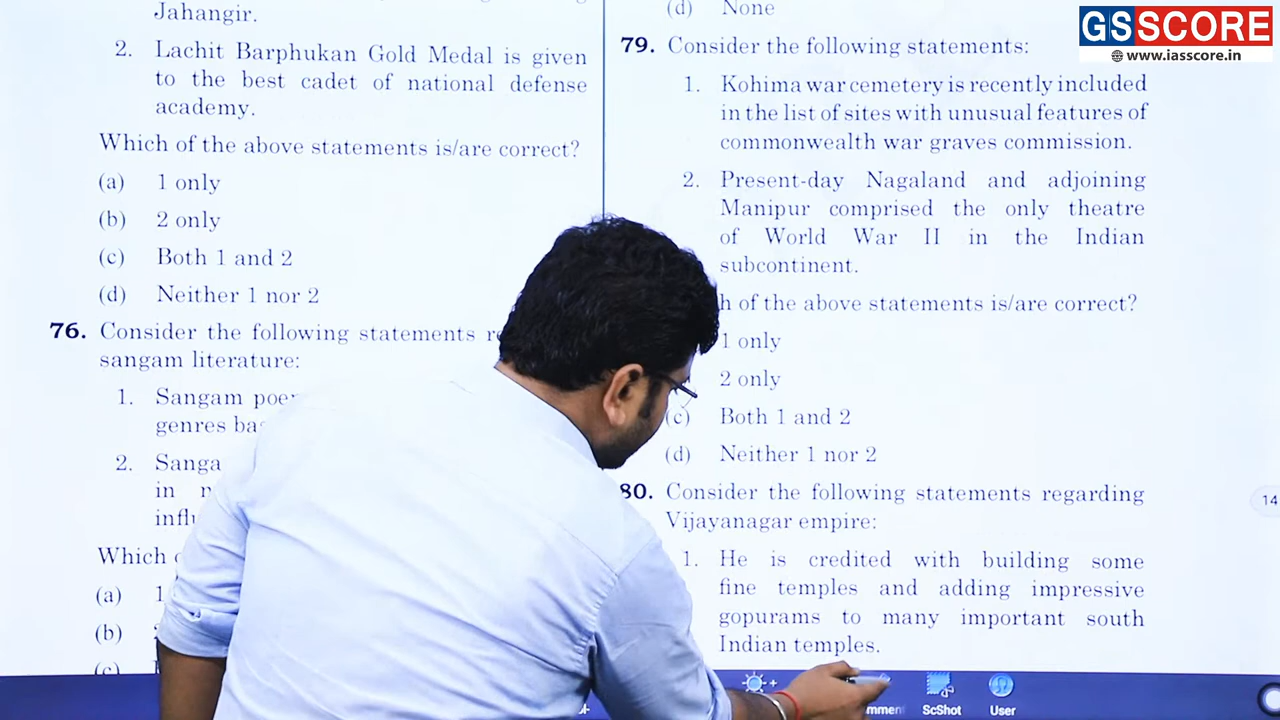 Jahangir.
2. Lachit Barphukan Gold Medal is given
to the best cadet of national defense
academy.
Which of the above statements is/are correct?
(a) 1 only
(b) 2 only
(c) Both 1 and 2
(d) Neither 1 nor 2
76. Consider the following statements
sangam literature:
1. Sangam
genres
2.
in
Which
(a) 1
(b)
(c)
(d) None
79. Consider the following statements:
1. Kohima war cemetery is recently included
in the list of sites with unusual features of
commonwealth war graves commission.
2. Present-day Nagaland and adjoining
Manipur comprised the only theatre
of World War II in the Indian
subcontinent.
of the above statements is/are correct?
1 only
2 only
(c) Both 1 and 2
(d) Neither 1 nor 2
80. Consider the following statements regarding
Vijayanagar empire:
1. He is credited with building some
fine temples and adding impressive
gopurams to many important south
Indian temples.
14
ScShot
User
GSSCORE
www.iasscore.in